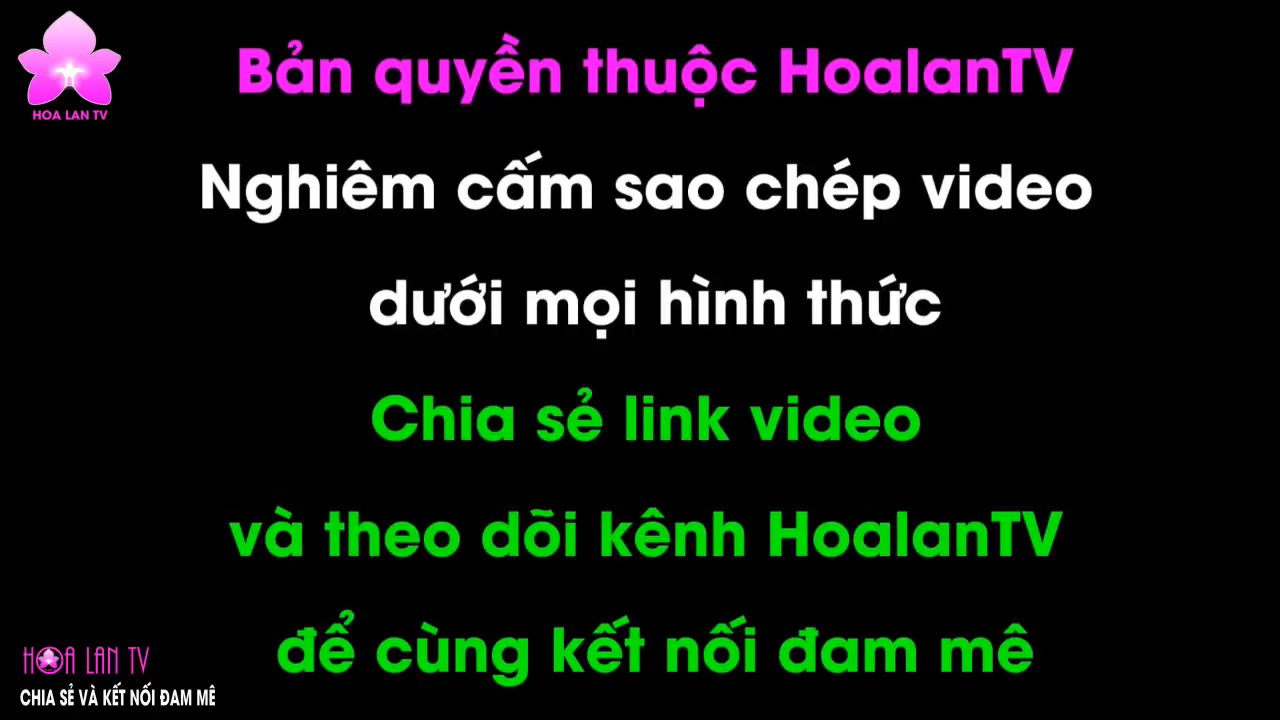 HOA LAN TV
Bản quyền thuộc HoalanTV
Nghiêm cấm sao chép video
dưới mọi hình thức
Chia sẻ link video
và theo dõi kênh HoalanTV
để cùng kết nối đam mê
HOA LAN TV
CHIA SẺ VÀ KẾT NỐI ĐAM MÊ